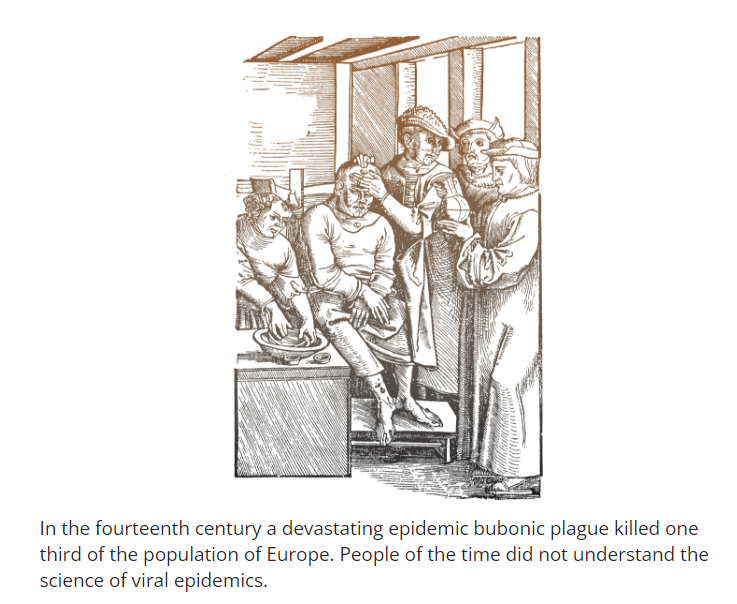 In the fourteenth century a devastating epidemic bubonic plague killed one
third of the population of Europe. People of the time did not understand the
science of viral epidemics.